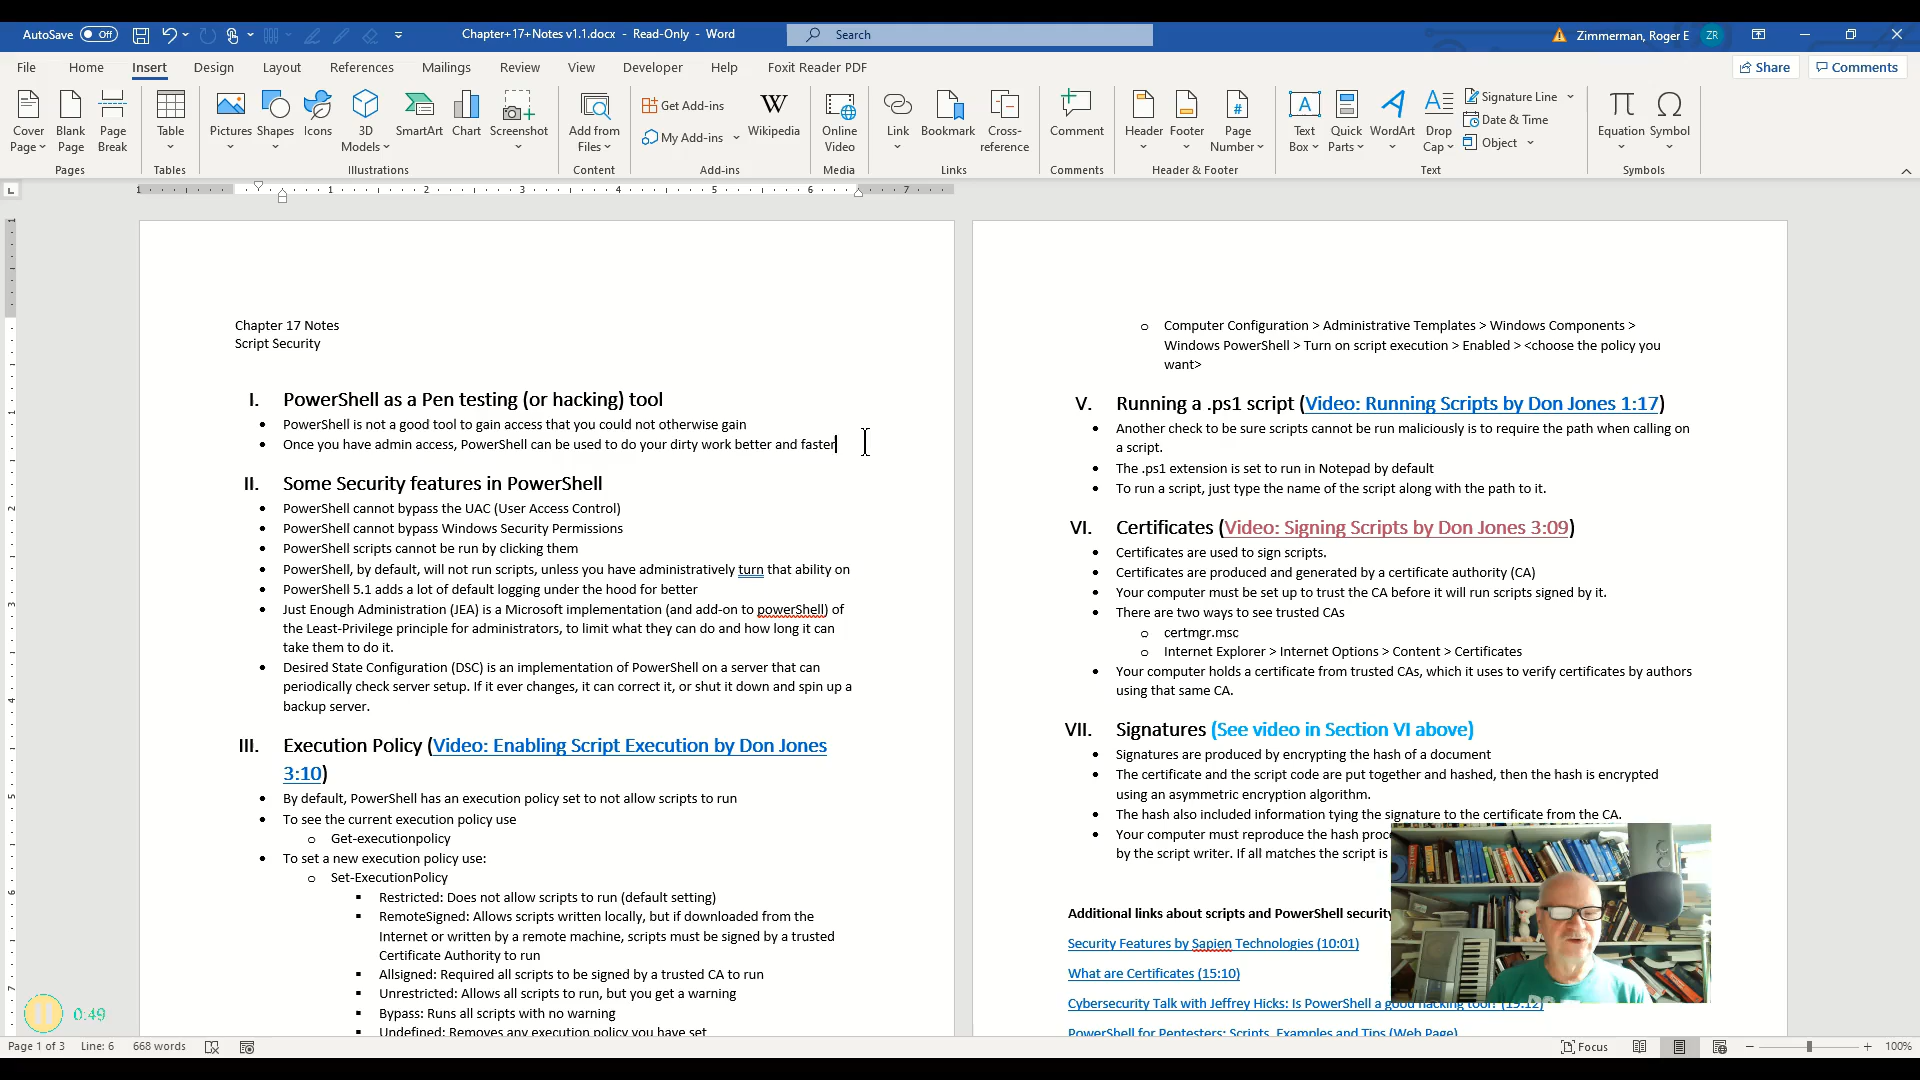 AutoSave Off
Chapter+17+Notes v1.1.docx - Read-Only - Word
Search
Zimmerman, Roger E ZR
File Home Insert Design Layout References Mailings Review View Developer Help Foxit Reader PDF
Share Comments
Cover Page
Blank Page
Page Break
Table
Pictures
Shapes
Icons
3D Models
SmartArt
Chart
Screenshot
Add from Files
Get Add-ins
My Add-ins
W
Wikipedia
Online Video
Link
Bookmark
Cross-reference
Comment
Header
Footer
Page Number
Text Box
Quick Parts
WordArt
Drop Cap
Signature Line
Date & Time
Object
Equation
Symbol
Pages Tables Illustrations Content Add-ins Media Links Comments Header & Footer Text Symbols
1 1 2 3 4 5 6 7
Chapter 17 Notes
Script Security
I. PowerShell as a Pen testing (or hacking) tool
• PowerShell is not a good tool to gain access that you could not otherwise gain
• Once you have admin access, PowerShell can be used to do your dirty work better and faster
II. Some Security features in PowerShell
• PowerShell cannot bypass the UAC (User Access Control)
• PowerShell cannot bypass Windows Security Permissions
• PowerShell scripts cannot be run by clicking them
• PowerShell, by default, will not run scripts, unless you have administratively turn that ability on
• PowerShell 5.1 adds a lot of default logging under the hood for better
• Just Enough Administration (JEA) is a Microsoft implementation (and add-on to powerShell) of
the Least-Privilege principle for administrators, to limit what they can do and how long it can
take them to do it.
• Desired State Configuration (DSC) is an implementation of PowerShell on a server that can
periodically check server setup. If it ever changes, it can correct it, or shut it down and spin up a
backup server.
III. Execution Policy (Video: Enabling Script Execution by Don Jones
3:10)
• By default, PowerShell has an execution policy set to not allow scripts to run
• To see the current execution policy use
o Get-executionpolicy
• To set a new execution policy use:
o Set-ExecutionPolicy
▪ Restricted: Does not allow scripts to run (default setting)
▪ RemoteSigned: Allows scripts written locally, but if downloaded from the
Internet or written by a remote machine, scripts must be signed by a trusted
Certificate Authority to run
▪ Allsigned: Required all scripts to be signed by a trusted CA to run
▪ Unrestricted: Allows all scripts to run, but you get a warning
▪ Bypass: Runs all scripts with no warning
▪ Undefined: Removes any execution policy you have set
o Computer Configuration > Administrative Templates > Windows Components >
Windows PowerShell > Turn on script execution > Enabled > <choose the policy you
want>
V. Running a .ps1 script (Video: Running Scripts by Don Jones 1:17)
• Another check to be sure scripts cannot be run maliciously is to require the path when calling on
a script.
• The .ps1 extension is set to run in Notepad by default
• To run a script, just type the name of the script along with the path to it.
VI. Certificates (Video: Signing Scripts by Don Jones 3:09)
• Certificates are used to sign scripts.
• Certificates are produced and generated by a certificate authority (CA)
• Your computer must be set up to trust the CA before it will run scripts signed by it.
• There are two ways to see trusted CAs
o certmgr.msc
o Internet Explorer > Internet Options > Content > Certificates
• Your computer holds a certificate from trusted CAs, which it uses to verify certificates by authors
using that same CA.
VII. Signatures (See video in Section VI above)
• Signatures are produced by encrypting the hash of a document
• The certificate and the script code are put together and hashed, then the hash is encrypted
using an asymmetric encryption algorithm.
• The hash also included information tying the signature to the certificate from the CA.
• Your computer must reproduce the hash proc
by the script writer. If all matches the script is
Additional links about scripts and PowerShell security
Security Features by Sapien Technologies (10:01)
What are Certificates (15:10)
Cybersecurity Talk with Jeffrey Hicks: Is PowerShell a good hacking tool? (19:12)
PowerShell for Pentesters: Scripts, Examples and Tips (Web Page)
0:49
Page 1 of 3 Line: 6 668 words
Focus 100%